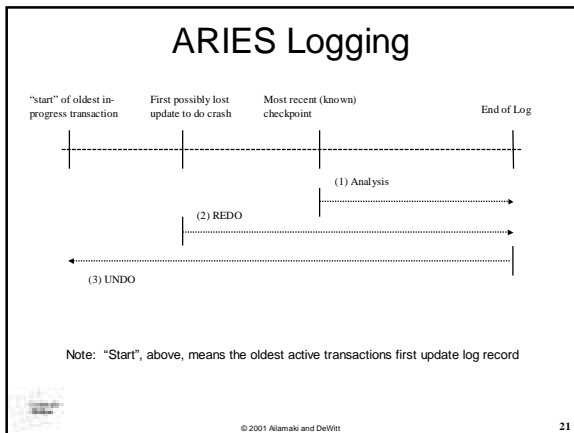 ARIES Logging
“start” of oldest in-
progress transaction
First possibly lost
update to do crash
Most recent (known)
checkpoint
End of Log
(1) Analysis
(2) REDO
(3) UNDO
Note: “Start”, above, means the oldest active transactions first update log record
© 2001 Ailamaki and DeWitt
21